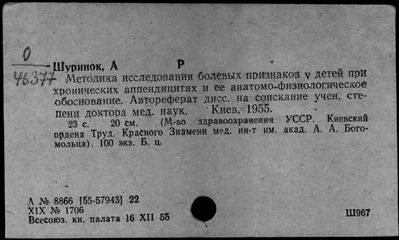 0
46377
Шуринок, А Р
Методика исследования болевых признаков у детей при
хронических аппендицитах и ее анатомо-физиологическое
обоснование. Автореферат дисс. на соискание учен. сте-
пени доктора мед. наук. Киев, 1955.
23 с. 20 см. (М-во здравоохранения УССР. Киевский
ордена Труд. Красного Знамени мед. ин-т им. акад. А. А. Бого-
мольца). 100 экз. Б. ц.
Л № 8866 [55-57943] 22
XIX № 1706
Всесоюз. кн. палата 16 XII 55
Ш967